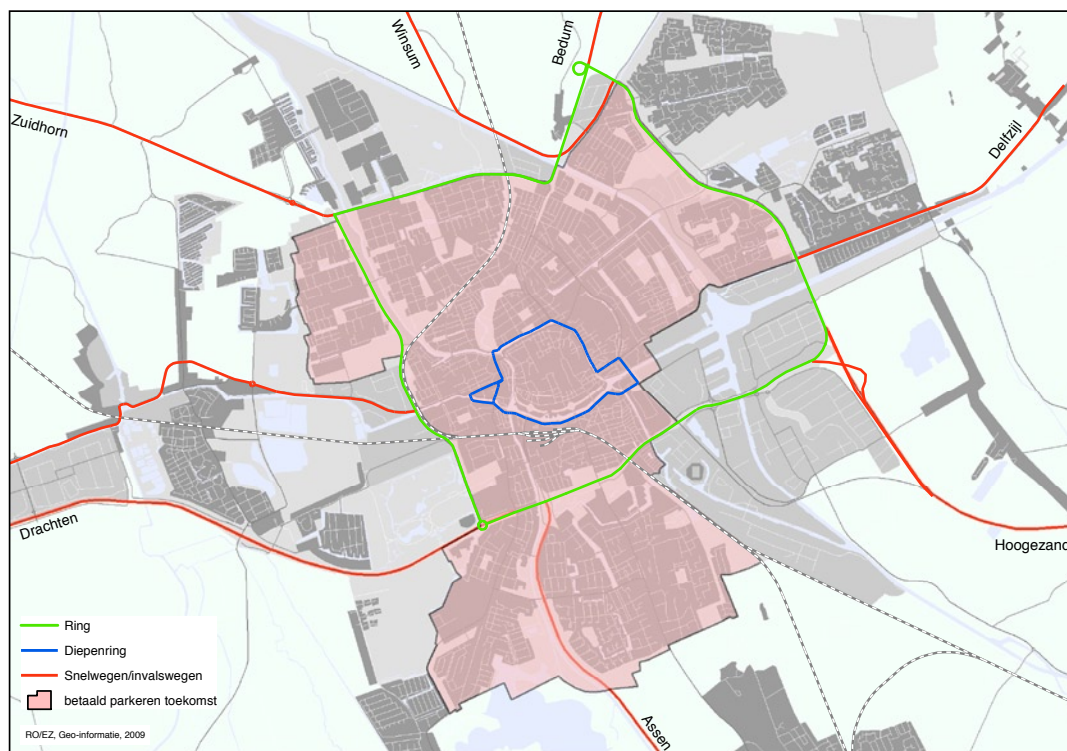 Winsum
Bedum
Zuidhorn
Delfzijl
Drachten
Hoogezand
Assen
Ring
Diepenring
Snelwegen/invalswegen
betaald parkeren toekomst
RO/EZ, Geo-informatie, 2009